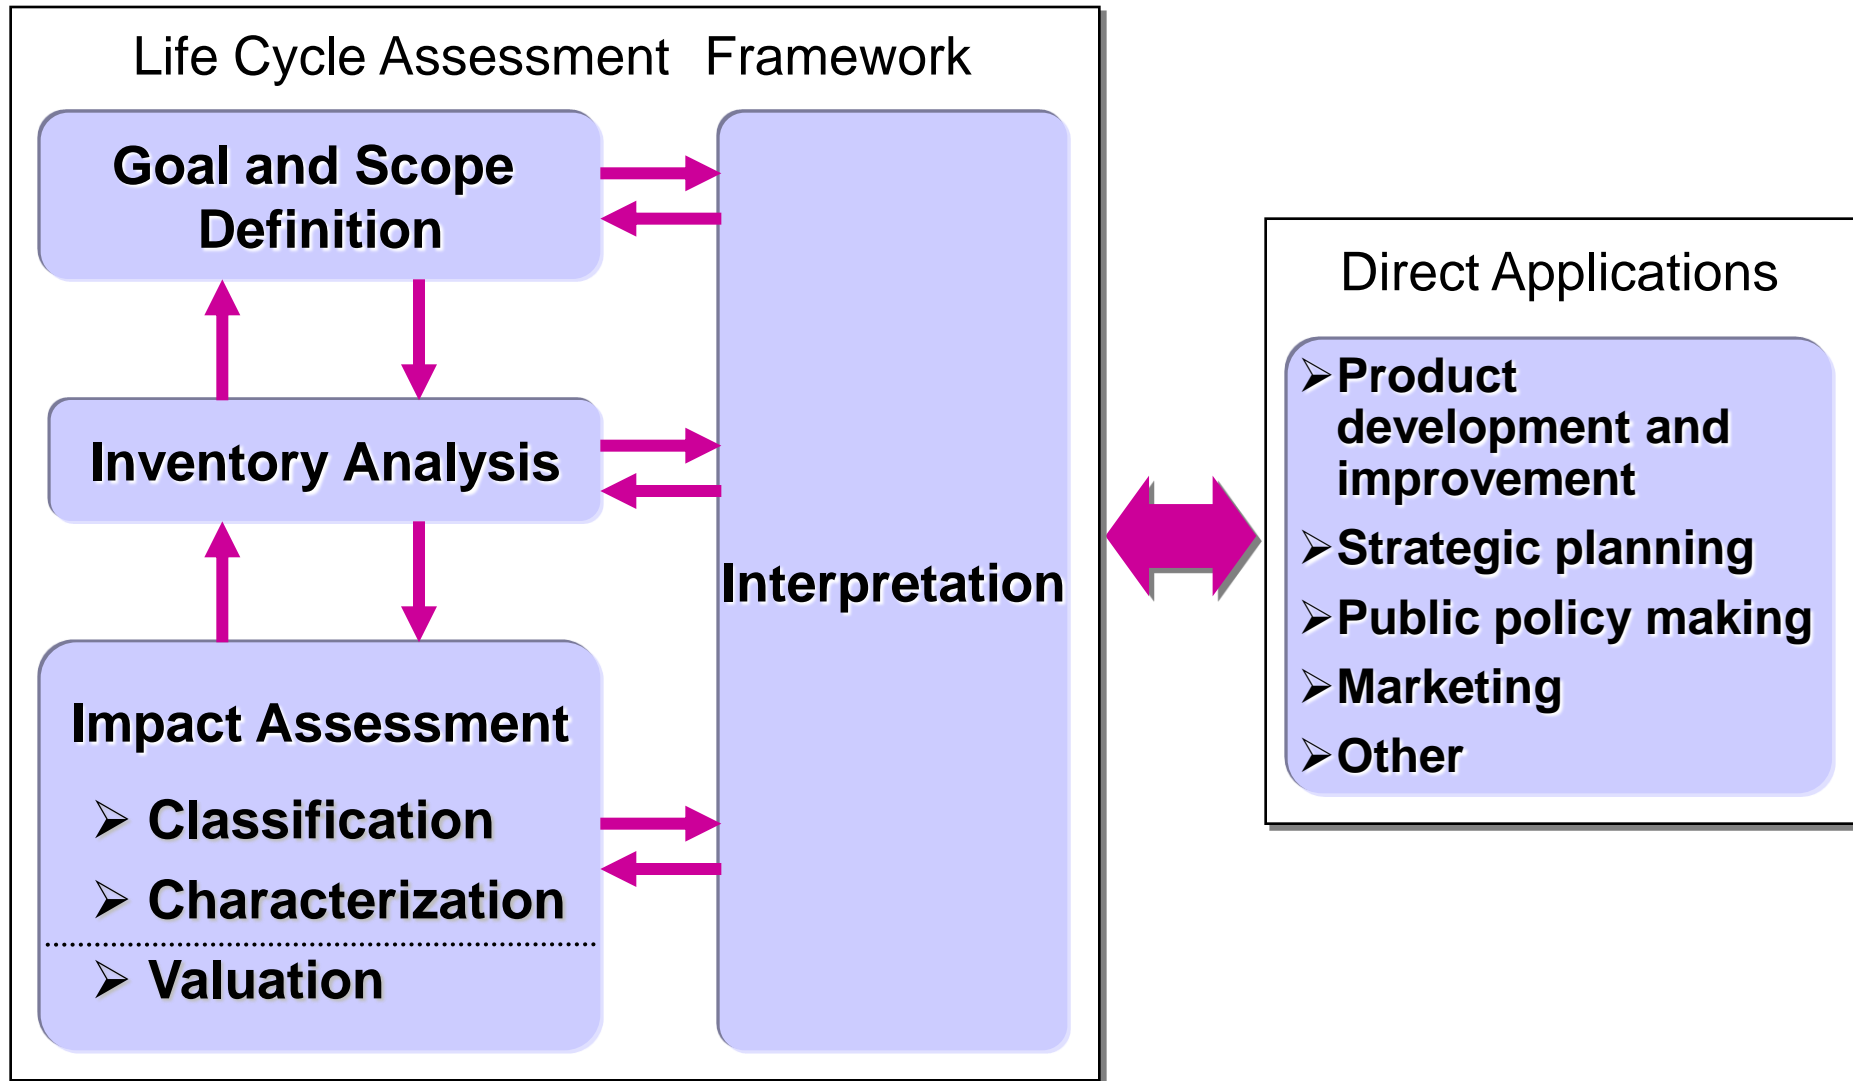 Life Cycle Assessment Framework
Goal and Scope
Definition
Inventory Analysis
Impact Assessment
➢ Classification
➢ Characterization
➢ Valuation
Interpretation
Direct Applications
➢Product
development and
improvement
➢Strategic planning
➢Public policy making
➢Marketing
➢Other